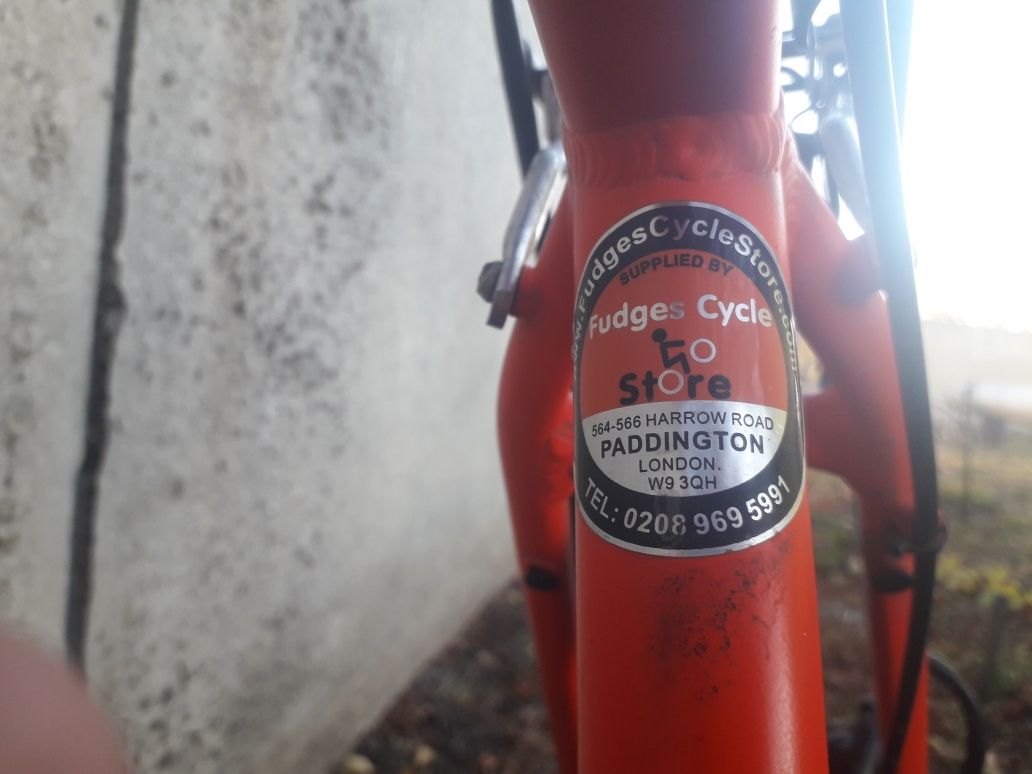 www.FudgesCycleStore.com
SUPPLIED BY
Fudges Cycle
Store
564-566 HARROW ROAD
PADDINGTON
LONDON.
W9 3QH
TEL: 0208 969 5991